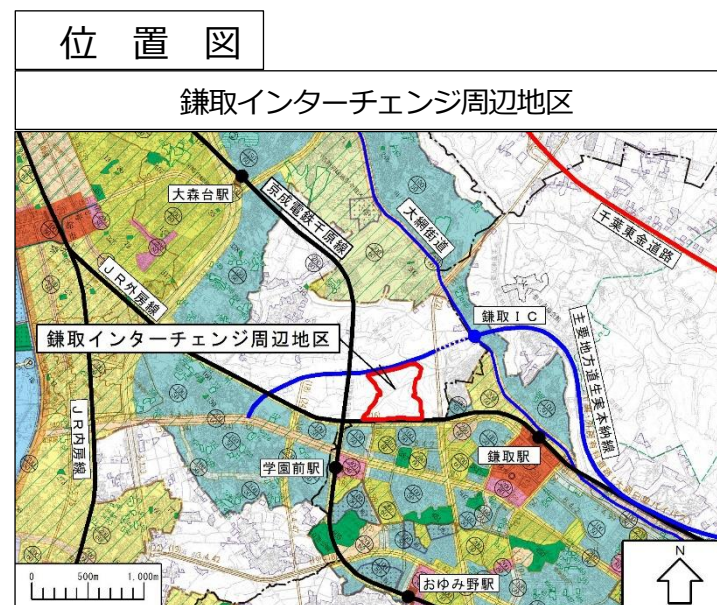 位置図
鎌取インターチェンジ周辺地区
大森台駅
京成電鉄千原線
大網街道
千葉東金道路
JR外房線
鎌取IC
鎌取インターチェンジ周辺地区
主要地方道生実本納線
JR内房線
学園前駅
鎌取駅
おゆみ野駅
0 500m 1,000m
N